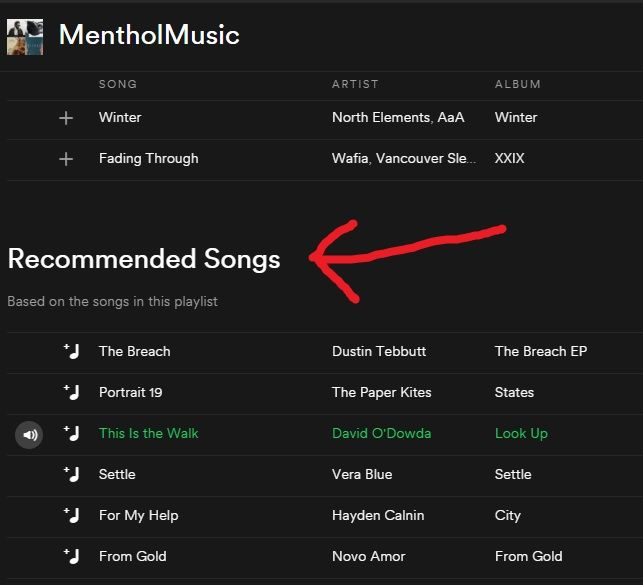 MentholMusic
SONG ARTIST ALBUM
Winter North Elements, AaA Winter
Fading Through Wafia, Vancouver Sle... XXIX
Recommended Songs
Based on the songs in this playlist
The Breach Dustin Tebbutt The Breach EP
Portrait 19 The Paper Kites States
This Is the Walk David O'Dowda Look Up
Settle Vera Blue Settle
For My Help Hayden Calnin City
From Gold Novo Amor From Gold